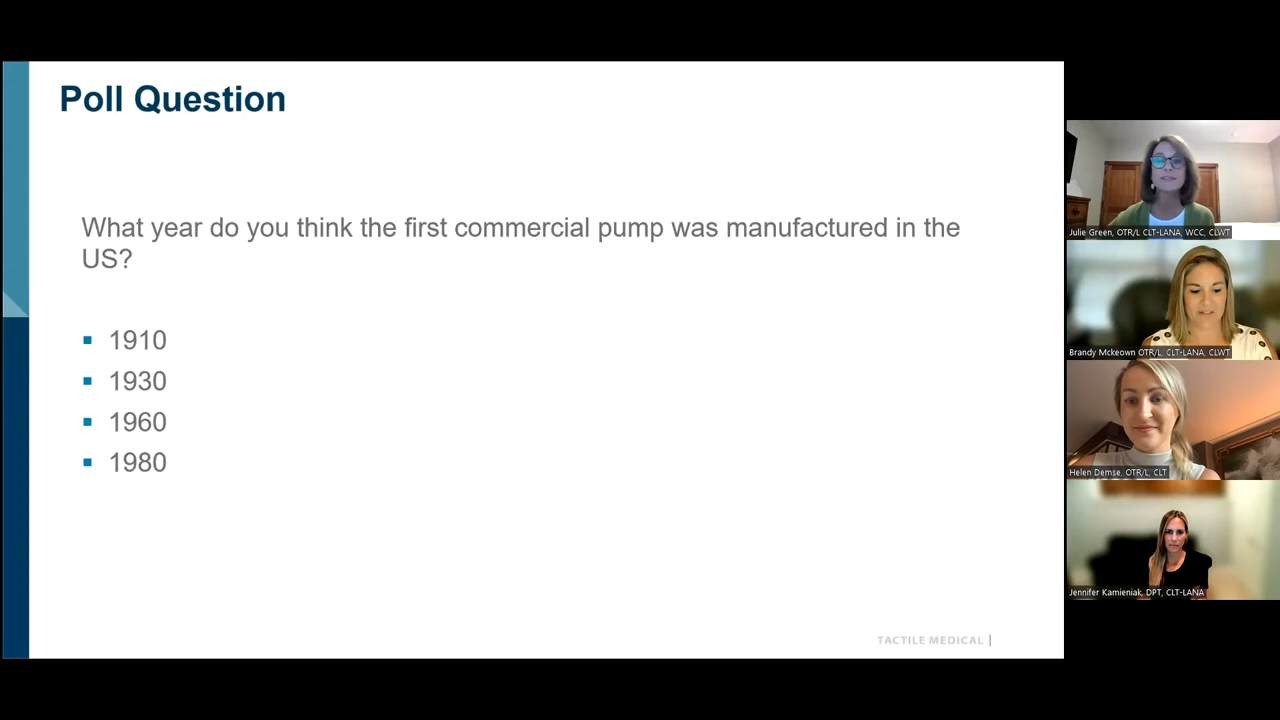 Poll Question
What year do you think the first commercial pump was manufactured in the
US?
1910
1930
1960
1980
TACTILE MEDICAL |
Julie Green, OTR/L CLT-LANA, WCC, CLWT
Brandy Mckeown OTR/L, CLT-LANA, CLWT
Helen Demse, OTR/L, CLT
Jennifer Kamieniak, DPT, CLT-LANA